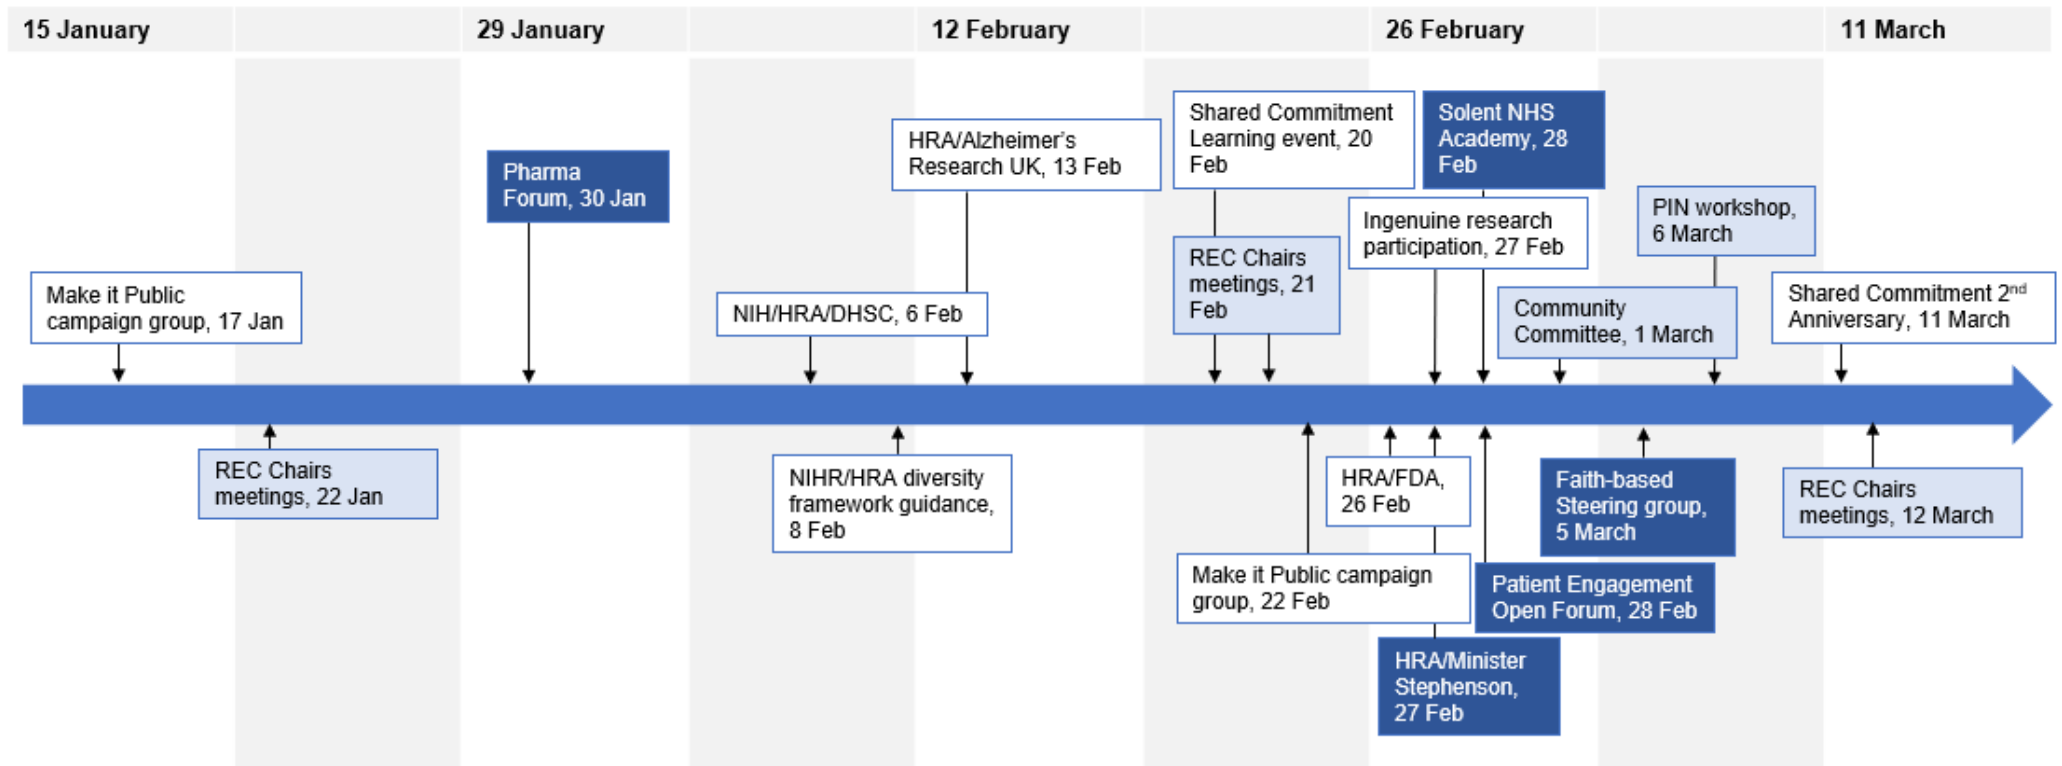 15 January
29 January
12 February
26 February
11 March
Make it Public
campaign group, 17 Jan
REC Chairs
meetings, 22 Jan
Pharma
Forum, 30 Jan
NIH/HRA/DHSC, 6 Feb
NIHR/HRA diversity
framework guidance,
8 Feb
HRA/Alzheimer's
Research UK, 13 Feb
Shared Commitment
Learning event, 20
Feb
REC Chairs
meetings, 21
Feb
Make it Public campaign
group, 22 Feb
HRA/FDA,
26 Feb
Ingenuine research
participation, 27 Feb
HRA/Minister
Stephenson,
27 Feb
Solent NHS
Academy, 28
Feb
Patient Engagement
Open Forum, 28 Feb
Community
Committee, 1 March
Faith-based
Steering group,
5 March
PIN workshop,
6 March
Shared Commitment 2nd
Anniversary, 11 March
REC Chairs
meetings, 12 March